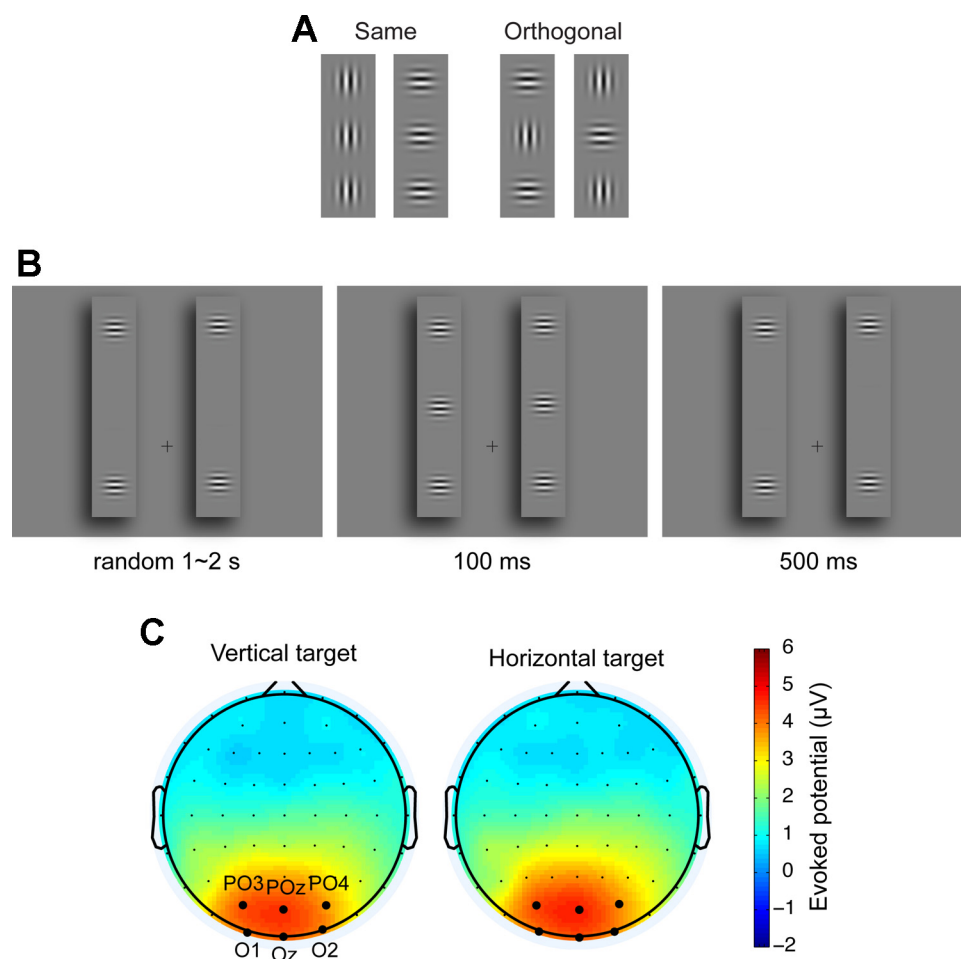 A
Same
Orthogonal
B
random 1~2 s
100 ms
500 ms
C
Vertical target
Horizontal target
PO3 POz PO4
O1 Oz O2
6
5
4
3
2
1
0
−1
−2
Evoked potential (µV)